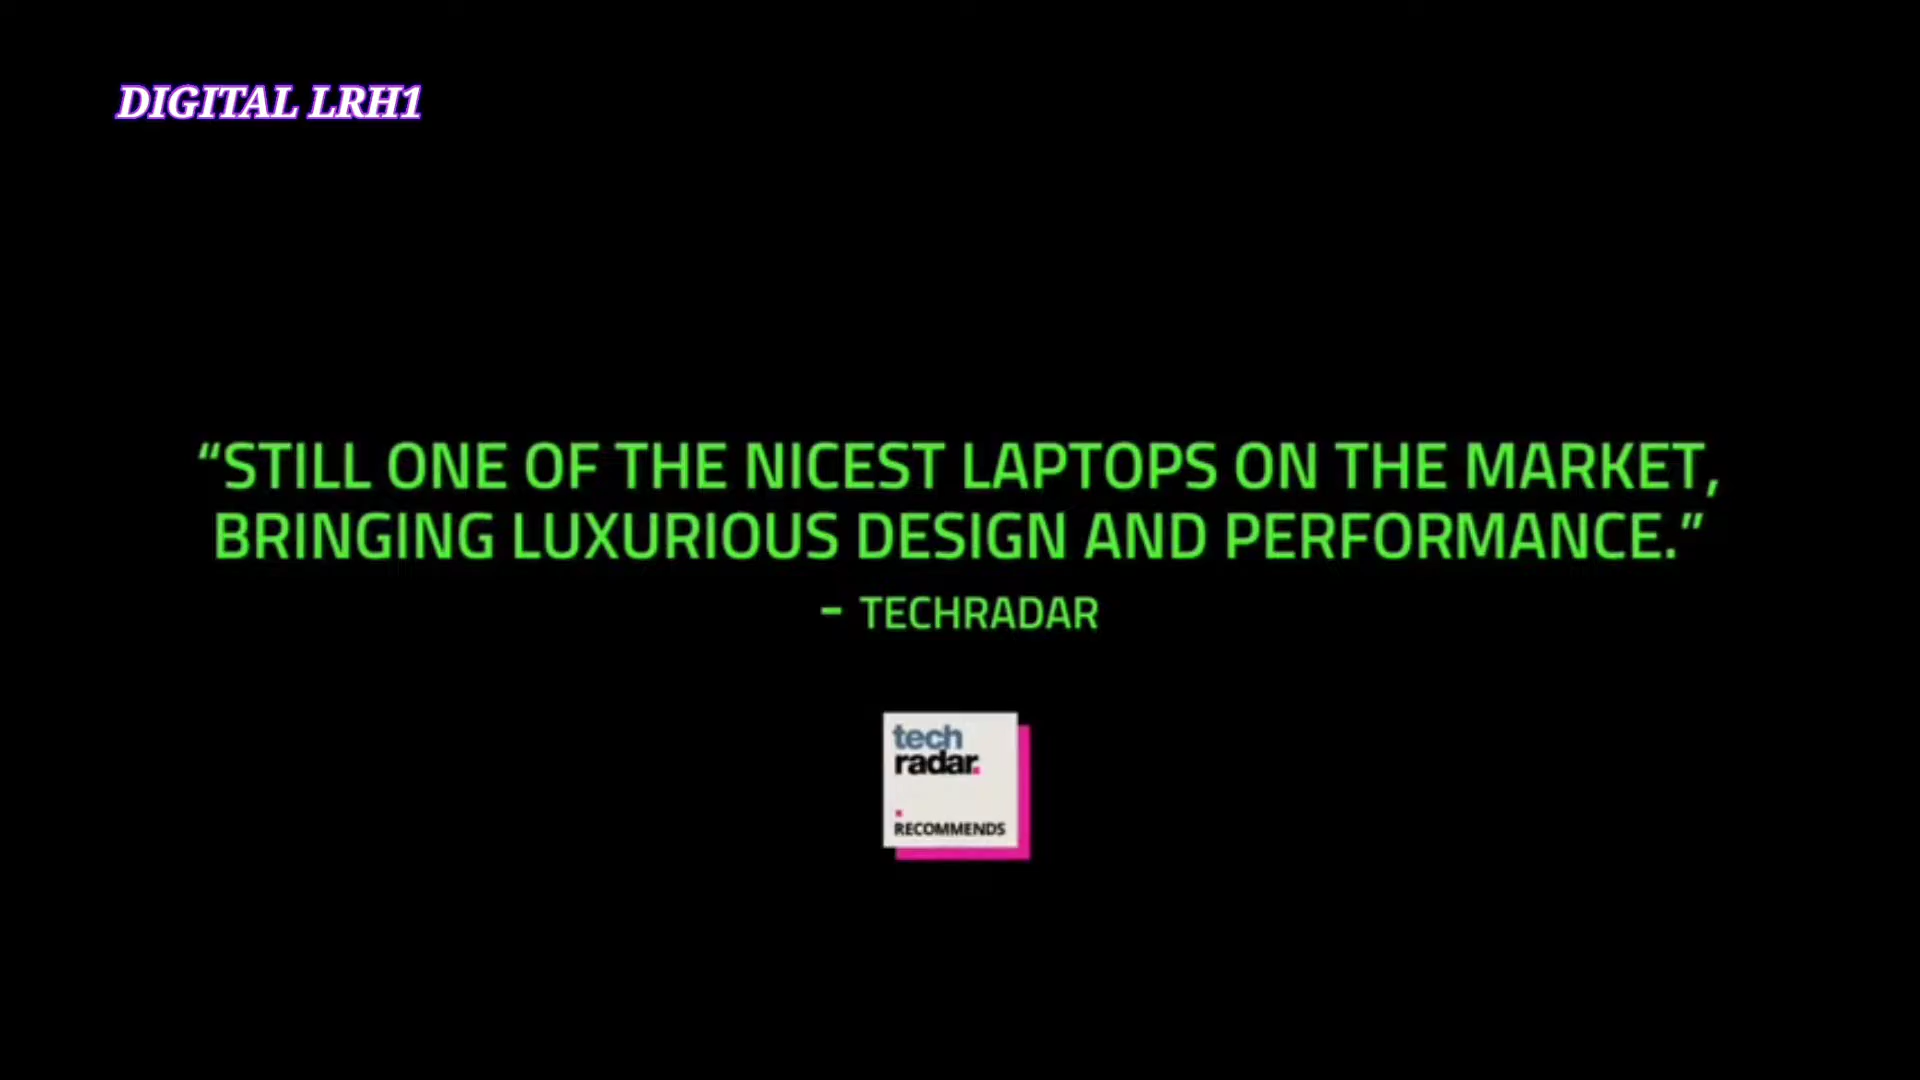 DIGITAL LRH1
“STILL ONE OF THE NICEST LAPTOPS ON THE MARKET,
BRINGING LUXURIOUS DESIGN AND PERFORMANCE.”
- TECHRADAR
tech
radar.
RECOMMENDS